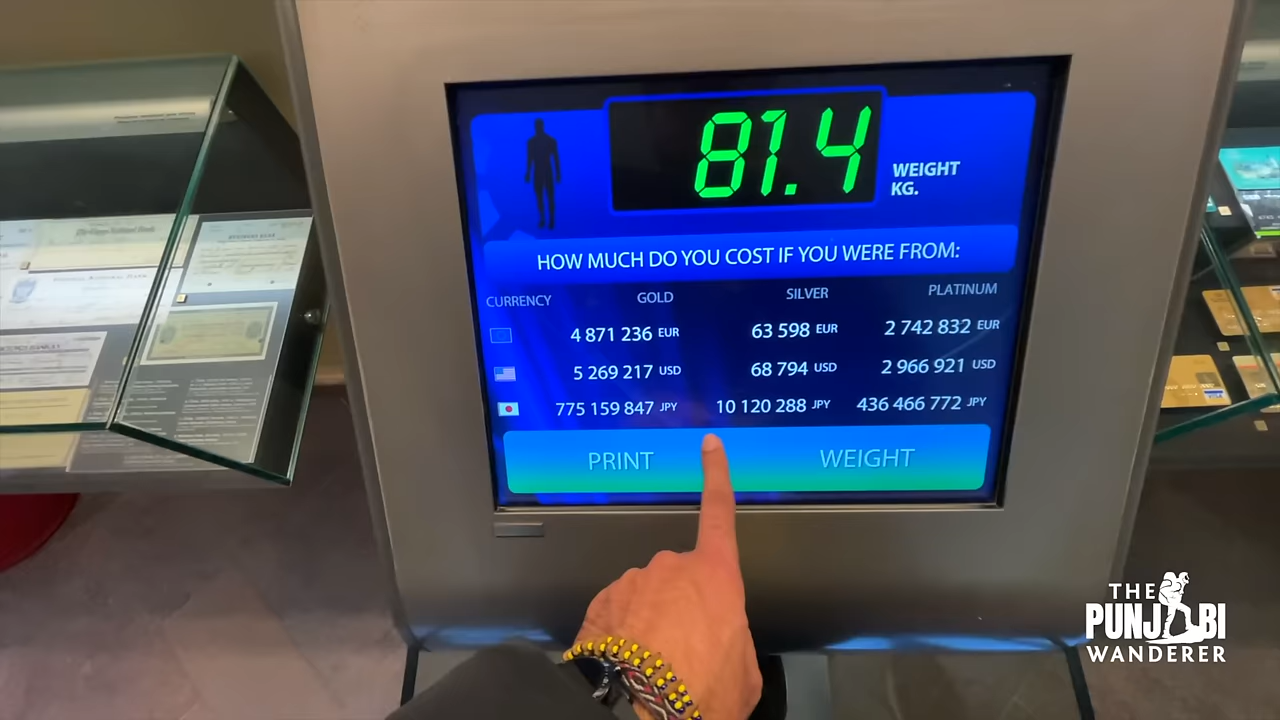 81.4
WEIGHT
KG.
HOW MUCH DO YOU COST IF YOU WERE FROM:
CURRENCY GOLD SILVER PLATINUM
4 871 236 EUR 63 598 EUR 2 742 832 EUR
5 269 217 USD 68 794 USD 2 966 921 USD
775 159 847 JPY 10 120 288 JPY 436 466 772 JPY
PRINT WEIGHT
THE
PUNJABI
WANDERER